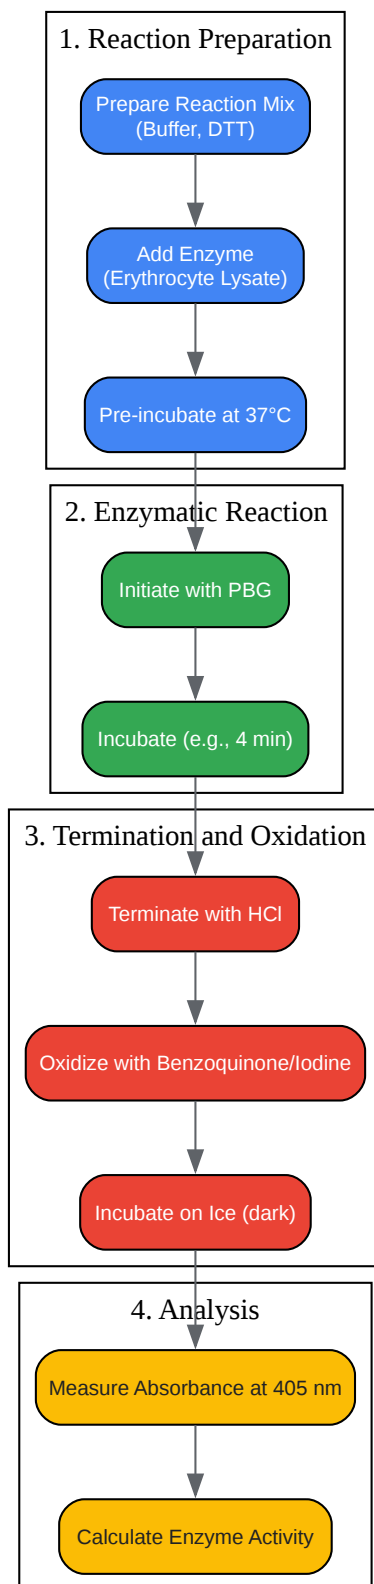 1. Reaction Preparation
Prepare Reaction Mix
(Buffer, DTT)
Add Enzyme
(Erythrocyte Lysate)
Pre-incubate at 37°C
2. Enzymatic Reaction
Initiate with PBG
Incubate (e.g., 4 min)
3. Termination and Oxidation
Terminate with HCl
Oxidize with Benzoquinone/Iodine
Incubate on Ice (dark)
4. Analysis
Measure Absorbance at 405 nm
Calculate Enzyme Activity